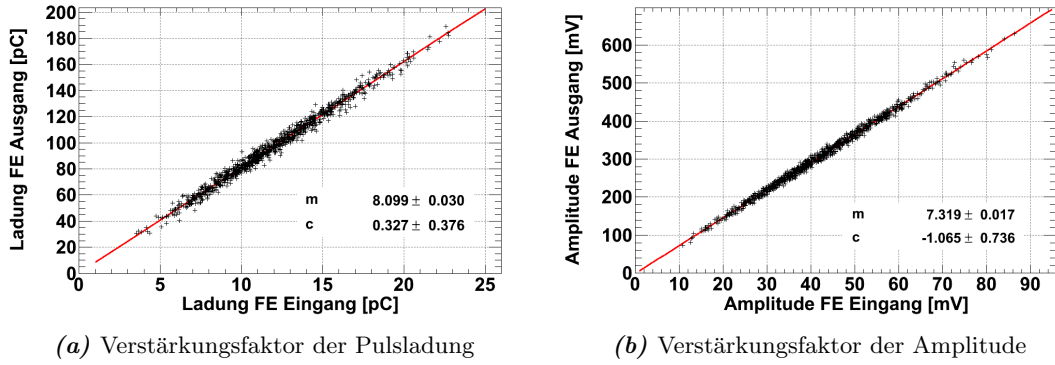 200
180
160
140
120
100
80
60
40
20
0
Ladung FE Ausgang [pC]
m 8.099 ± 0.030
c 0.327 ± 0.376
0 5 10 15 20 25
Ladung FE Eingang [pC]
(a) Verstärkungsfaktor der Pulsladung
600
500
400
300
200
100
0
Amplitude FE Ausgang [mV]
m 7.319 ± 0.017
c -1.065 ± 0.736
0 10 20 30 40 50 60 70 80 90
Amplitude FE Eingang [mV]
(b) Verstärkungsfaktor der Amplitude